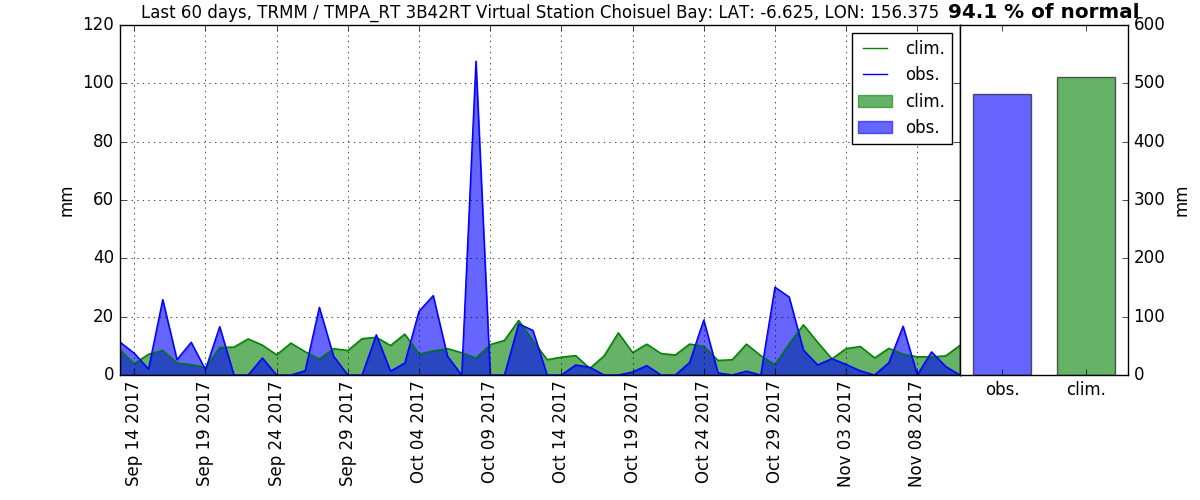 Last 60 days, TRMM / TMPA_RT 3B42RT Virtual Station Choisuel Bay: LAT: -6.625, LON: 156.375 94.1 % of normal
120
100
80
60
40
20
0
mm
clim.
obs.
clim.
obs.
600
500
400
300
200
100
0
mm
Sep 14 2017
Sep 19 2017
Sep 24 2017
Sep 29 2017
Oct 04 2017
Oct 09 2017
Oct 14 2017
Oct 19 2017
Oct 24 2017
Oct 29 2017
Nov 03 2017
Nov 08 2017
obs.
clim.